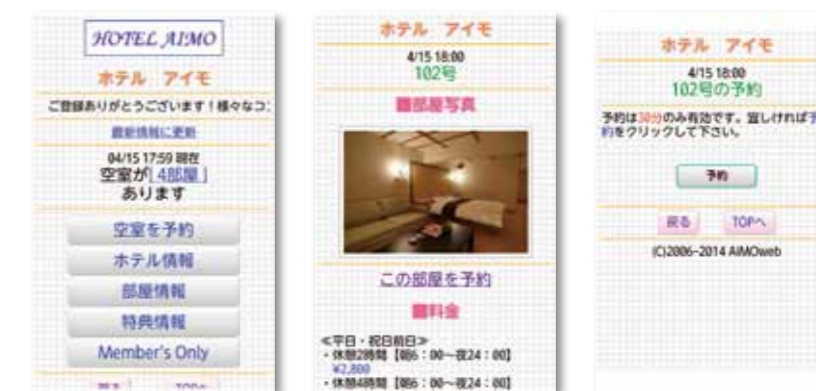 HOTEL AIMO
ホテル アイモ
ご登録ありがとうございます！様々なコ
最新情報に更新
04/15 17:59 現在
空室が[ 4部屋 ]
あります
空室を予約
ホテル情報
部屋情報
特典情報
Member's Only
戻る TOPへ
ホテル アイモ
4/15 18:00
102号
■部屋写真
この部屋を予約
■料金
≪平日・祝日前日≫
・休憩2時間【朝6：00～夜24：00】
¥2,800
・休憩4時間【朝6：00～夜24：00】
ホテル アイモ
4/15 18:00
102号の予約
予約は30分のみ有効です。宜しければ予
約をクリックして下さい。
予約
戻る TOPへ
(C)2006-2014 AIMOweb